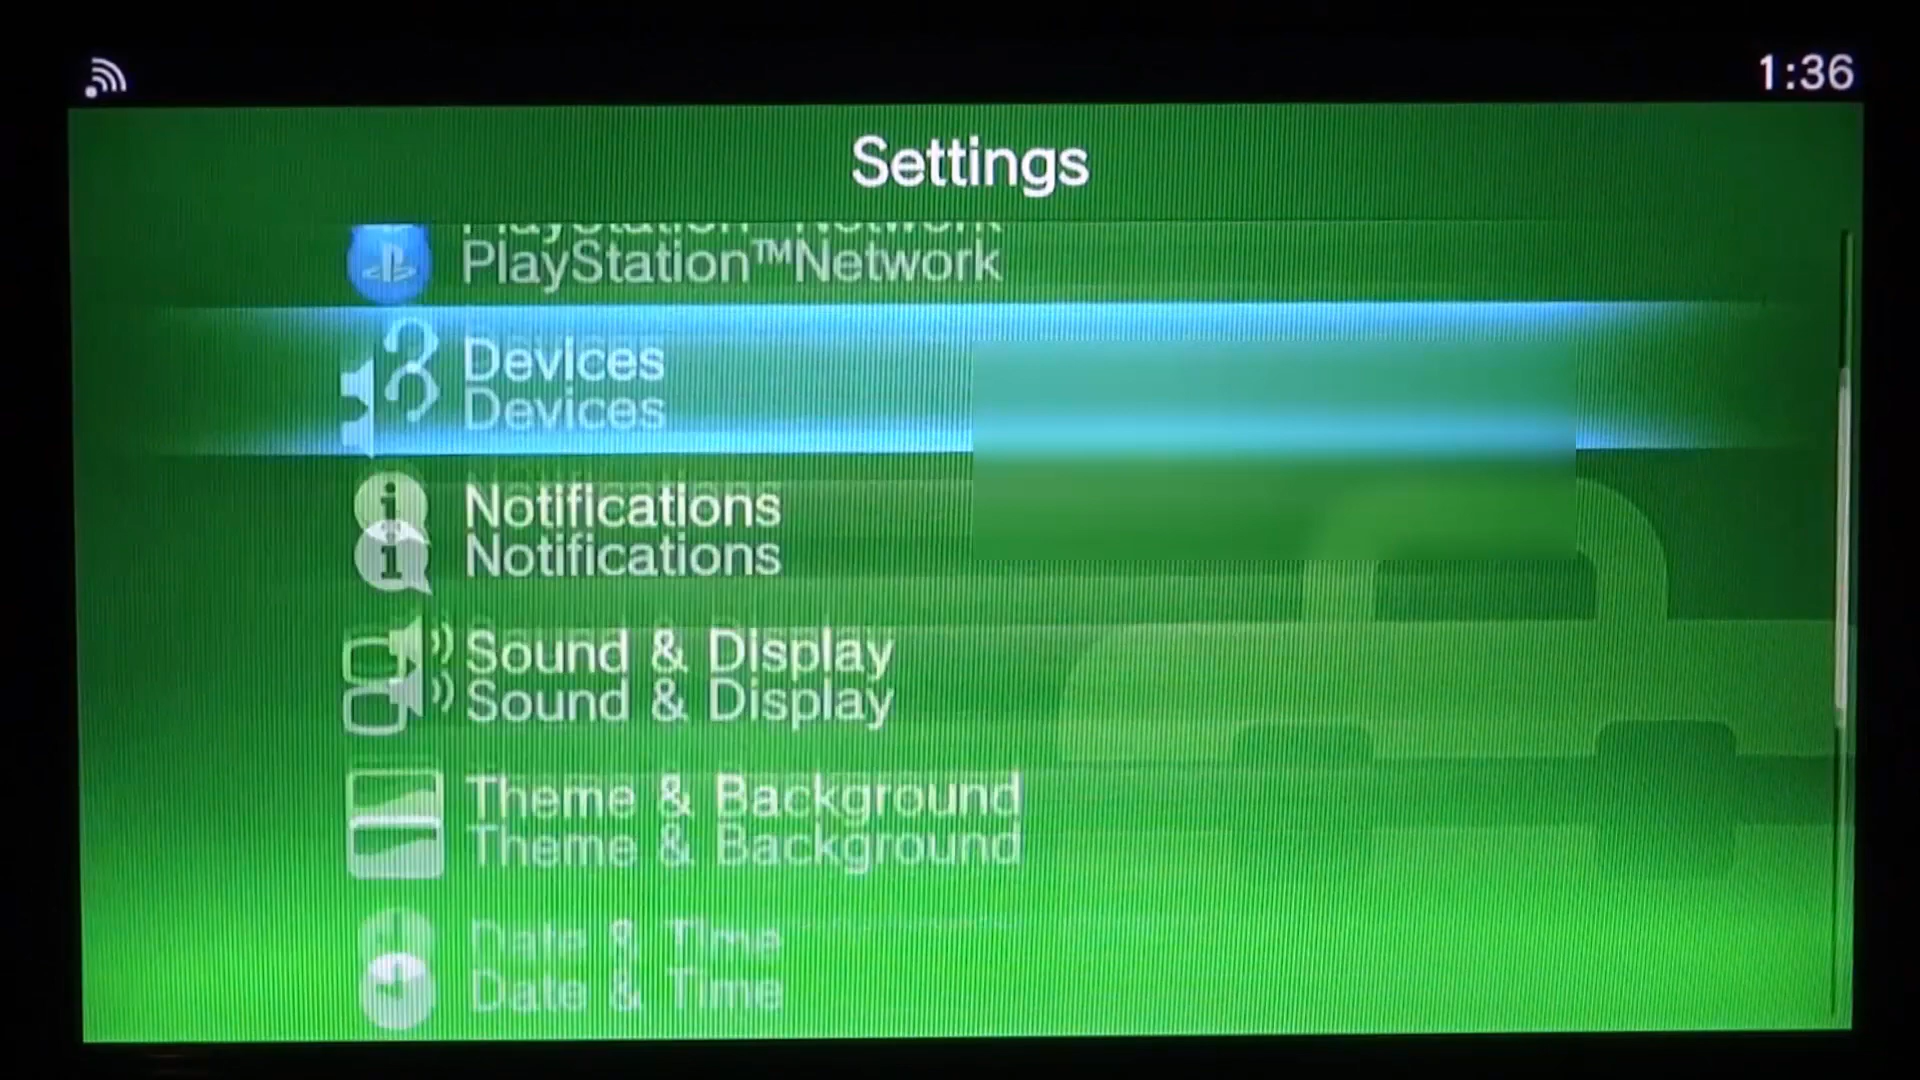 1:36
Settings
PlayStation™Network
PlayStation™Network
Devices
Devices
Notifications
Notifications
Sound & Display
Sound & Display
Theme & Background
Theme & Background
Date & Time
Date & Time